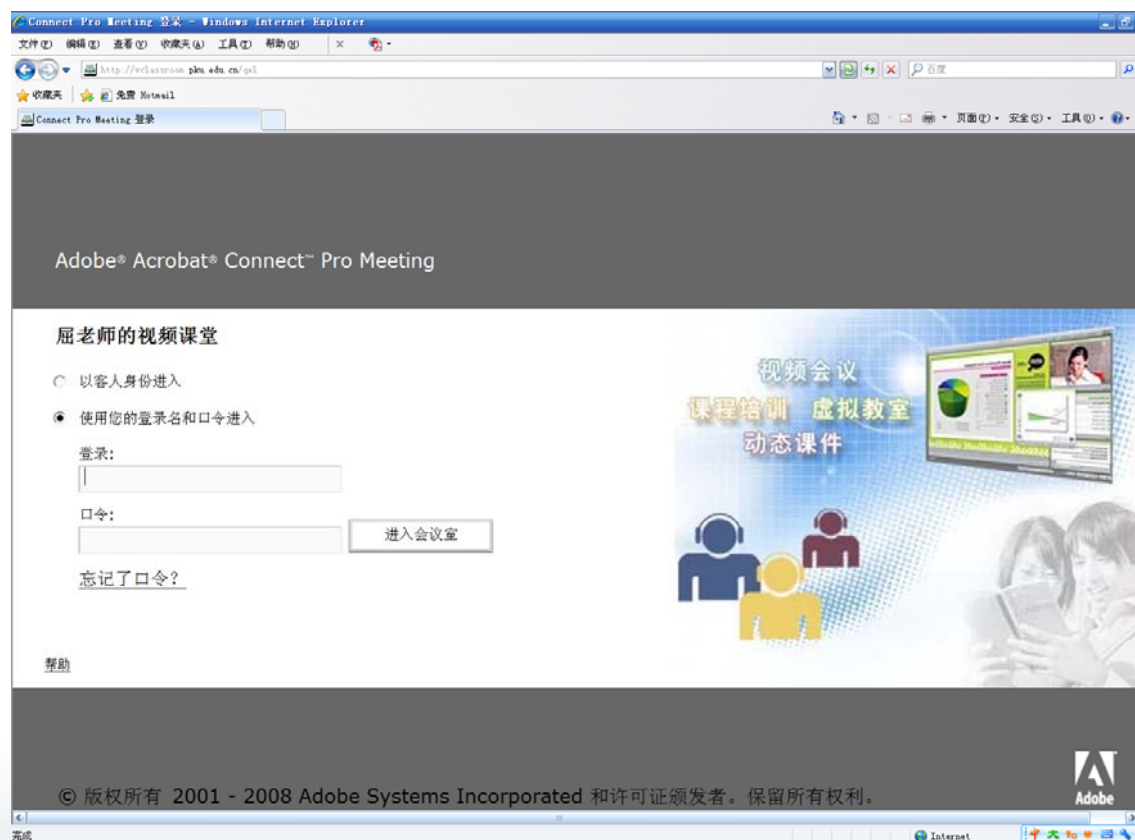 Connect Pro Meeting 登录 - Windows Internet Explorer
文件(F) 编辑(E) 查看(V) 收藏夹(A) 工具(T) 帮助(H)
http://vclassroom.pku.edu.cn/qvl
百度
收藏夹 免费 Hotmail
Connect Pro Meeting 登录
页面(P) 安全(S) 工具(O)
Adobe® Acrobat® Connect™ Pro Meeting
屈老师的视频课堂
以客人身份进入
使用您的登录名和口令进入
登录:
口令:
进入会议室
忘记了口令?
帮助
视频会议
课程培训 虚拟教室
动态课件
© 版权所有 2001 - 2008 Adobe Systems Incorporated 和许可证颁发者。保留所有权利。
Adobe
完成
Internet